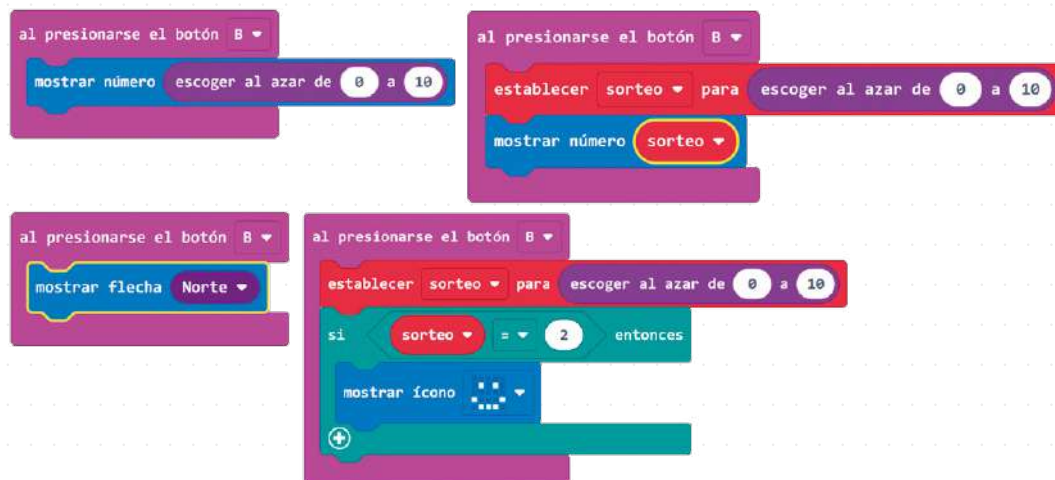 al presionarse el botón B
mostrar número escoger al azar de 0 a 10
al presionarse el botón B
establecer sorteo para escoger al azar de 0 a 10
mostrar número sorteo
al presionarse el botón B
mostrar flecha Norte
al presionarse el botón B
establecer sorteo para escoger al azar de 0 a 10
si sorteo = 2 entonces
mostrar ícono